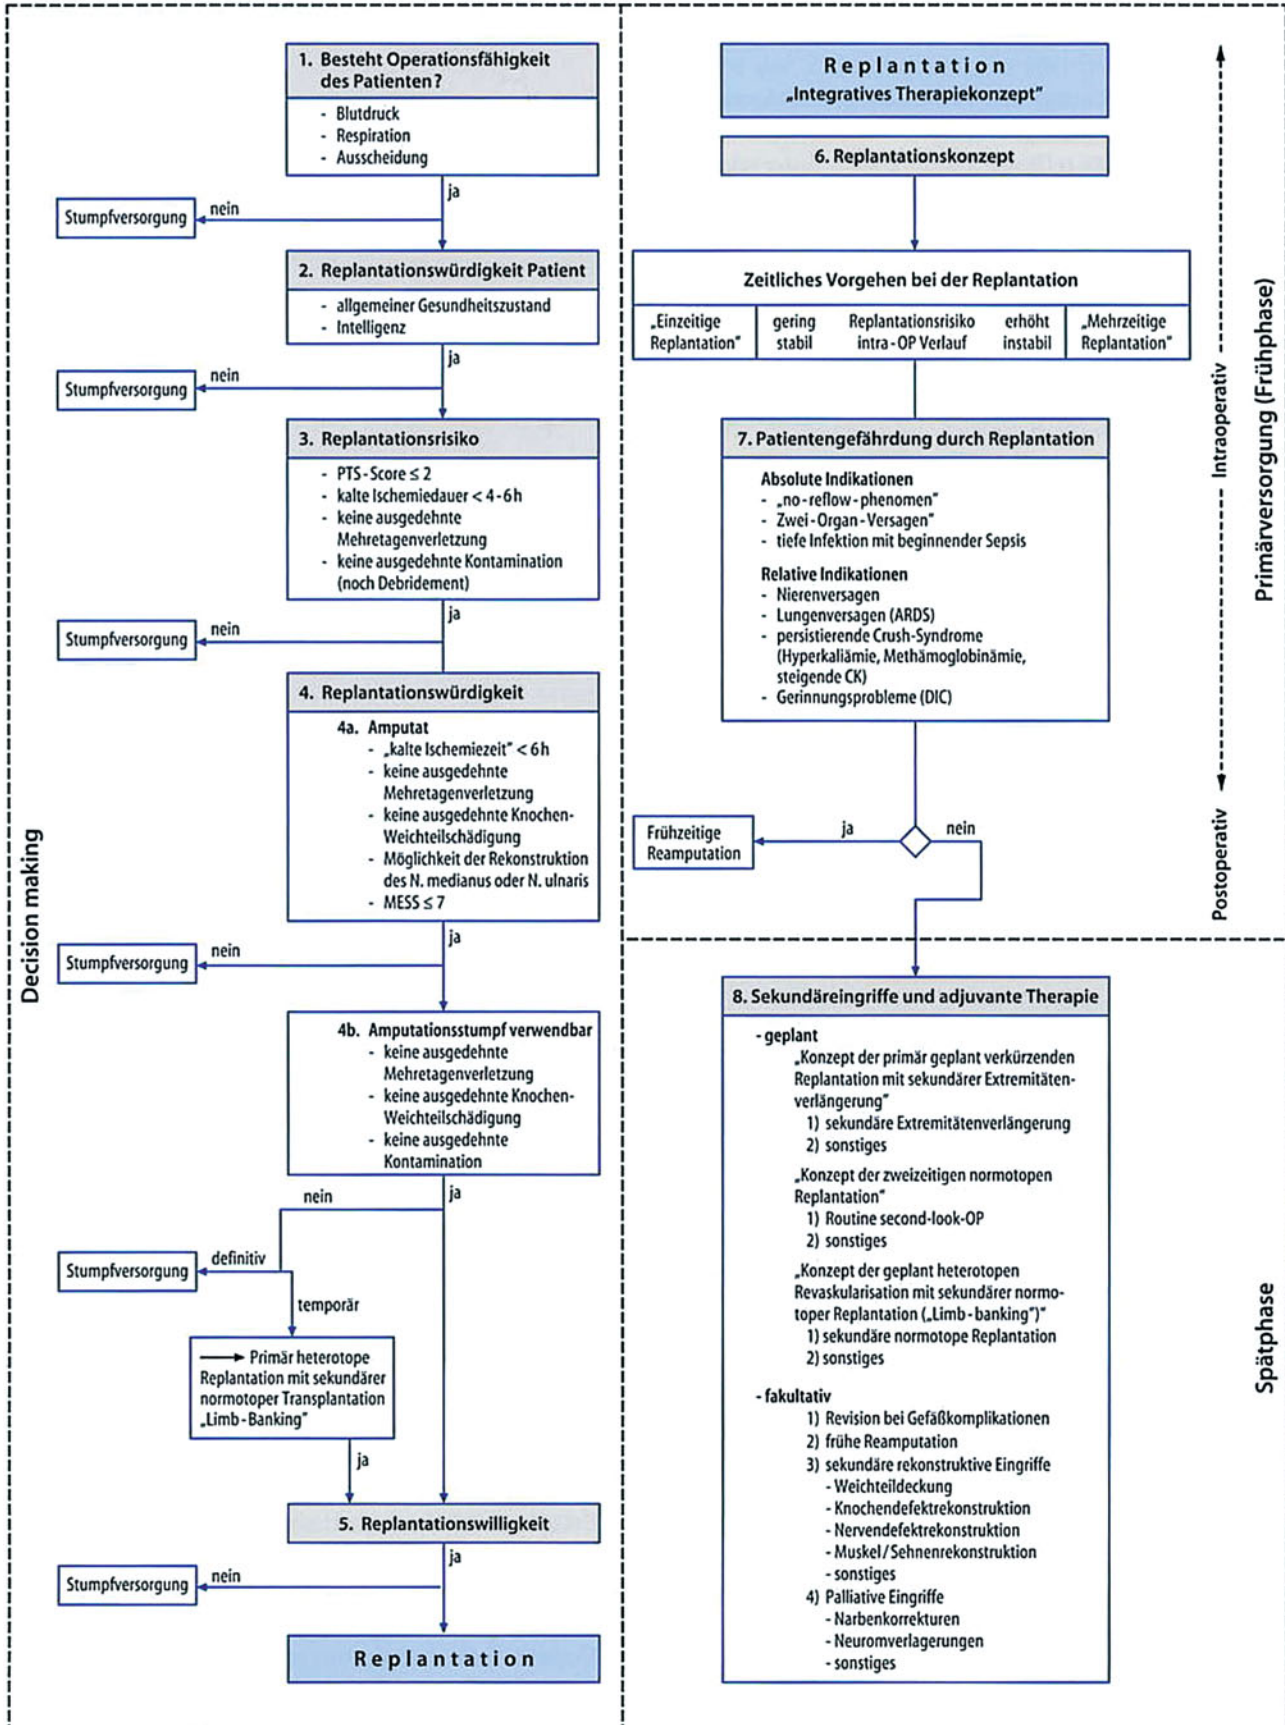 Decision making
1. Besteht Operationsfähigkeit
des Patienten?
- Blutdruck
- Respiration
- Ausscheidung
ja
nein
Stumpfversorgung
2. Replantationswürdigkeit Patient
- allgemeiner Gesundheitszustand
- Intelligenz
ja
nein
Stumpfversorgung
3. Replantationsrisiko
- PTS-Score ≤ 2
- kalte Ischemiedauer < 4-6h
- keine ausgedehnte
Mehretagenverletzung
- keine ausgedehnte Kontamination
(noch Debridement)
ja
nein
Stumpfversorgung
4. Replantationswürdigkeit
4a. Amputat
- „kalte Ischemiezeit" < 6h
- keine ausgedehnte
Mehretagenverletzung
- keine ausgedehnte Knochen-
Weichteilschädigung
- Möglichkeit der Rekonstruktion
des N. medianus oder N. ulnaris
- MESS ≤ 7
ja
nein
Stumpfversorgung
4b. Amputationsstumpf verwendbar
- keine ausgedehnte
Mehretagenverletzung
- keine ausgedehnte Knochen-
Weichteilschädigung
- keine ausgedehnte
Kontamination
nein
ja
definitiv
Stumpfversorgung
temporär
Primär heterotope
Replantation mit sekundärer
normotoper Transplantation
„Limb-Banking"
ja
5. Replantationswilligkeit
ja
nein
Stumpfversorgung
Replantation
Replantation
„Integratives Therapiekonzept"
6. Replantationskonzept
Zeitliches Vorgehen bei der Replantation
„Einzeitige gering Replantationsrisiko erhöht „Mehrzeitige
Replantation" stabil intra-OP Verlauf instabil Replantation"
7. Patientengefährdung durch Replantation
Absolute Indikationen
- „no-reflow-phenomen"
- Zwei-Organ-Versagen"
- tiefe Infektion mit beginnender Sepsis
Relative Indikationen
- Nierenversagen
- Lungenversagen (ARDS)
- persistierende Crush-Syndrome
(Hyperkaliämie, Methämoglobinämie,
steigende CK)
- Gerinnungsprobleme (DIC)
ja
nein
Frühzeitige
Reamputation
Intraoperativ
Postoperativ
Primärversorgung (Frühphase)
8. Sekundäreingriffe und adjuvante Therapie
- geplant
„Konzept der primär geplant verkürzenden
Replantation mit sekundärer Extremitäten-
verlängerung"
1) sekundäre Extremitätenverlängerung
2) sonstiges
„Konzept der zweizeitigen normotopen
Replantation"
1) Routine second-look-OP
2) sonstiges
„Konzept der geplant heterotopen
Revaskularisation mit sekundärer normo-
toper Replantation („Limb-banking")"
1) sekundäre normotope Replantation
2) sonstiges
- fakultativ
1) Revision bei Gefäßkomplikationen
2) frühe Reamputation
3) sekundäre rekonstruktive Eingriffe
- Weichteildeckung
- Knochendefektrekonstruktion
- Nervendefektrekonstruktion
- Muskel/Sehnenrekonstruktion
- sonstiges
4) Palliative Eingriffe
- Narbenkorrekturen
- Neuromverlagerungen
- sonstiges
Spätphase